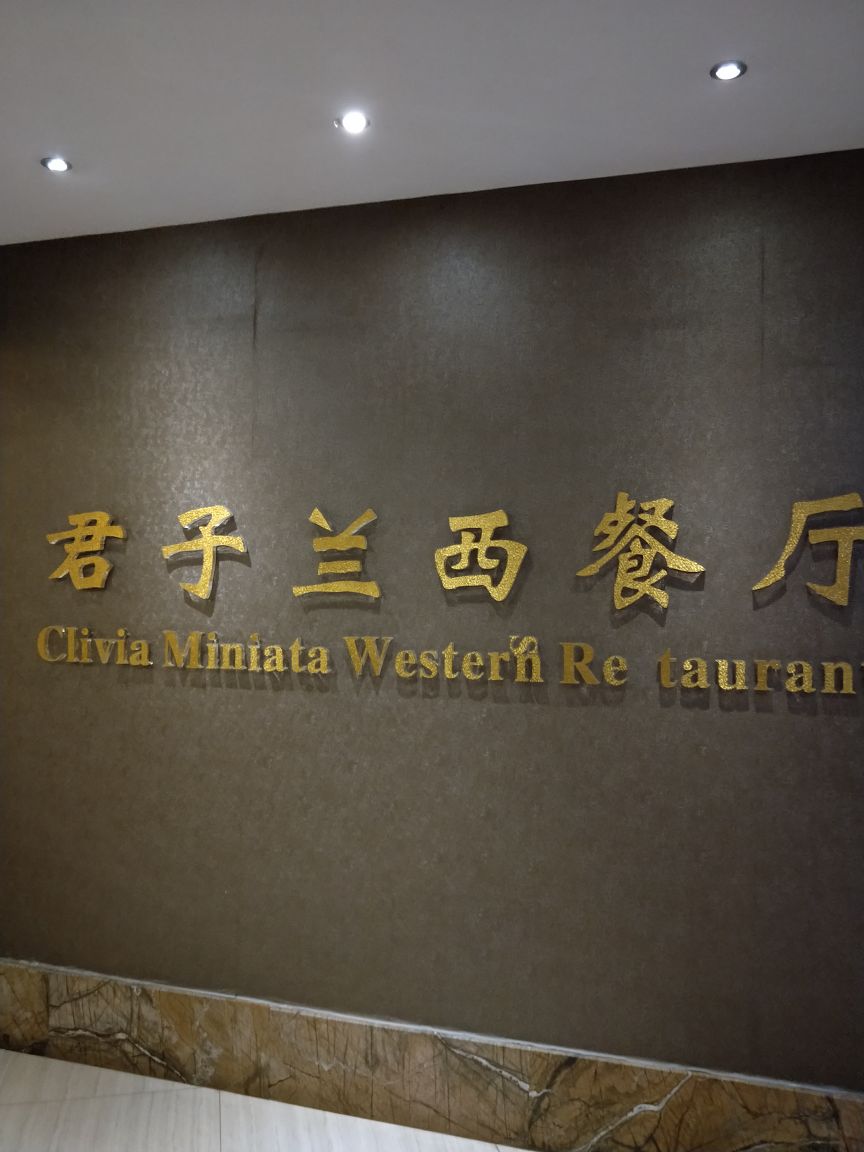 君子兰西餐厅
Clivia Miniata Western Re taurant